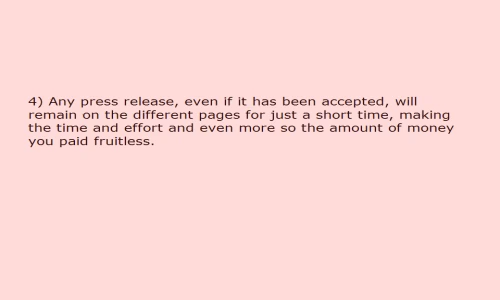 4) Any press release, even if it has been accepted, will
remain on the different pages for just a short time, making
the time and effort and even more so the amount of money
you paid fruitless.